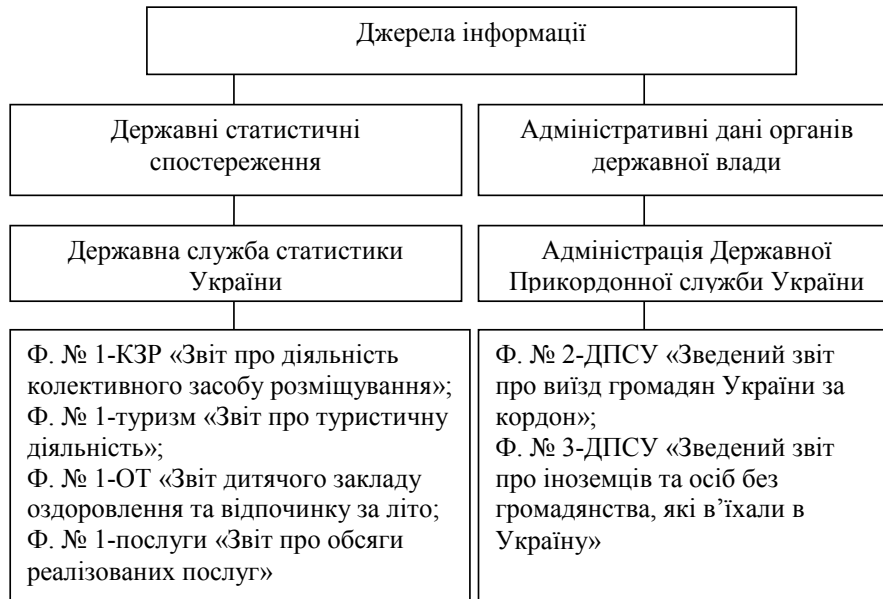 Джерела інформації
Державні статистичні
спостереження
Адміністративні дані органів
державної влади
Державна служба статистики
України
Адміністрація Державної
Прикордонної служби України
Ф. № 1-КЗР «Звіт про діяльність
колективного засобу розміщування»;
Ф. № 1-туризм «Звіт про туристичну
діяльність»;
Ф. № 1-ОТ «Звіт дитячого закладу
оздоровлення та відпочинку за літо;
Ф. № 1-послуги «Звіт про обсяги
реалізованих послуг»
Ф. № 2-ДПСУ «Зведений звіт
про виїзд громадян України за
кордон»;
Ф. № 3-ДПСУ «Зведений звіт
про іноземців та осіб без
громадянства, які в’їхали в
Україну»